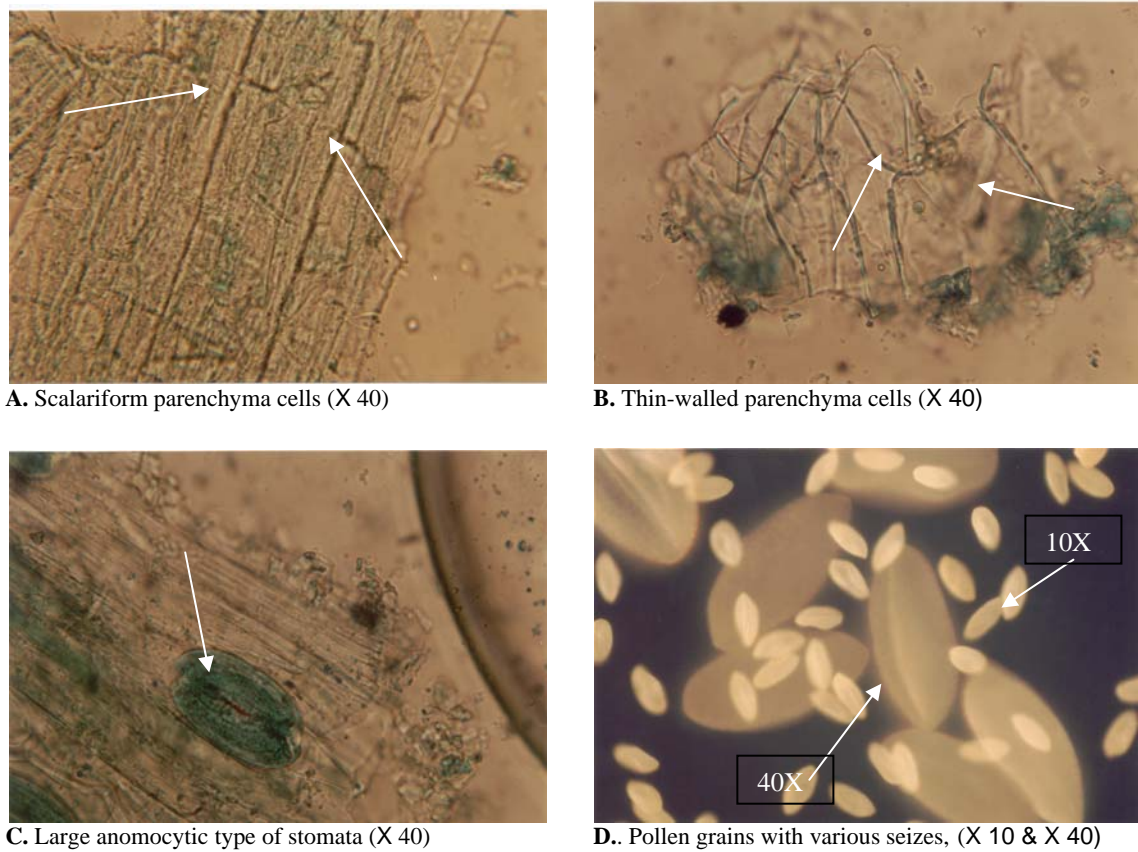 A. Scalariform parenchyma cells (X 40)
B. Thin-walled parenchyma cells (X 40)
10X
40X
C. Large anomocytic type of stomata (X 40)
D.. Pollen grains with various seizes, (X 10 & X 40)